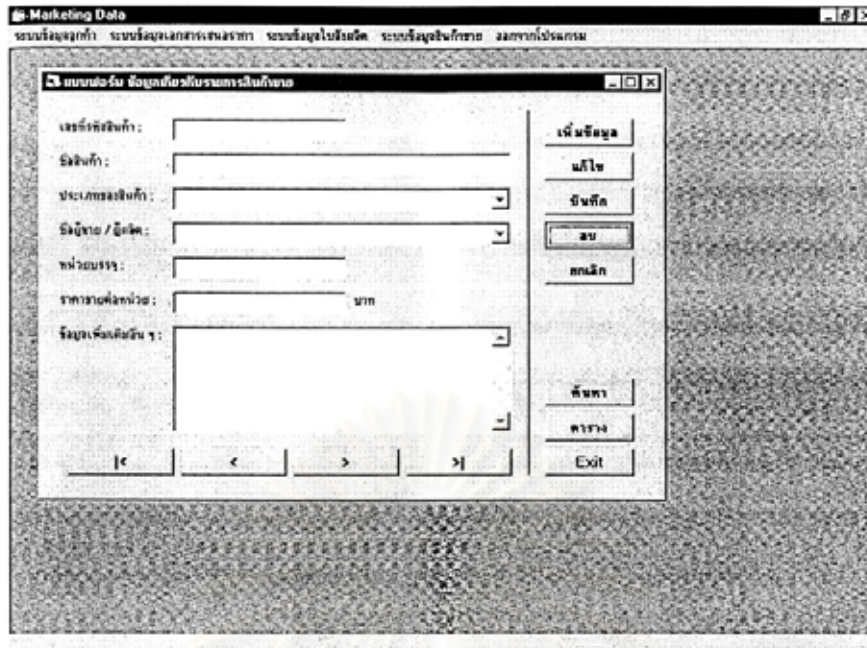 Marketing Data
ระบบข้อมูลลูกค้า ระบบข้อมูลเอกสารเสนอราคา ระบบข้อมูลใบสั่งผลิต ระบบข้อมูลสินค้าขาย ออกจากโปรแกรม
แบบฟอร์ม ข้อมูลเกี่ยวกับรายการสินค้าขาย
เลขที่รหัสสินค้า :
ชื่อสินค้า :
ประเภทของสินค้า :
ชื่อผู้ขาย / ผู้ผลิต :
หน่วยบรรจุ :
ราคาขายต่อหน่วย : บาท
ข้อมูลเพิ่มเติมอื่น ๆ :
เพิ่มข้อมูล
แก้ไข
บันทึก
ลบ
ยกเลิก
ค้นหา
ตาราง
Exit
|< < > >|